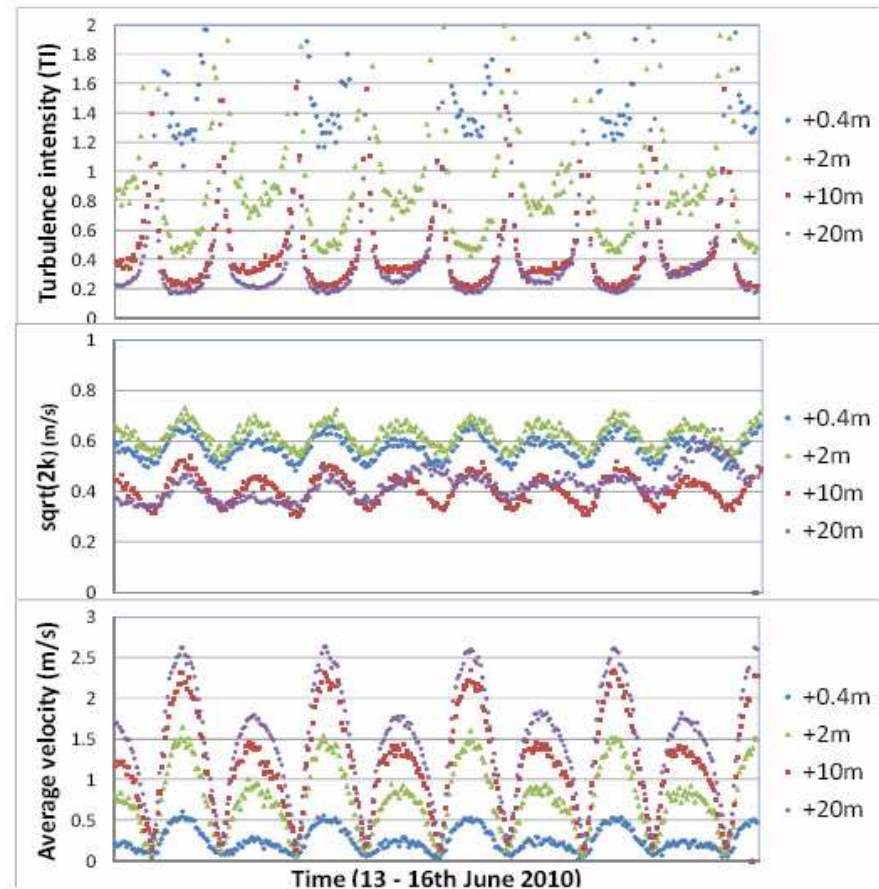 Turbulence intensity (TI)
2
1.8
1.6
1.4
1.2
1
0.8
0.6
0.4
0.2
0
+0.4m
+2m
+10m
+20m
sqrt(2k) (m/s)
1
0.8
0.6
0.4
0.2
0
+0.4m
+2m
+10m
+20m
Average velocity (m/s)
3
2.5
2
1.5
1
0.5
0
+0.4m
+2m
+10m
+20m
Time (13 - 16th June 2010)